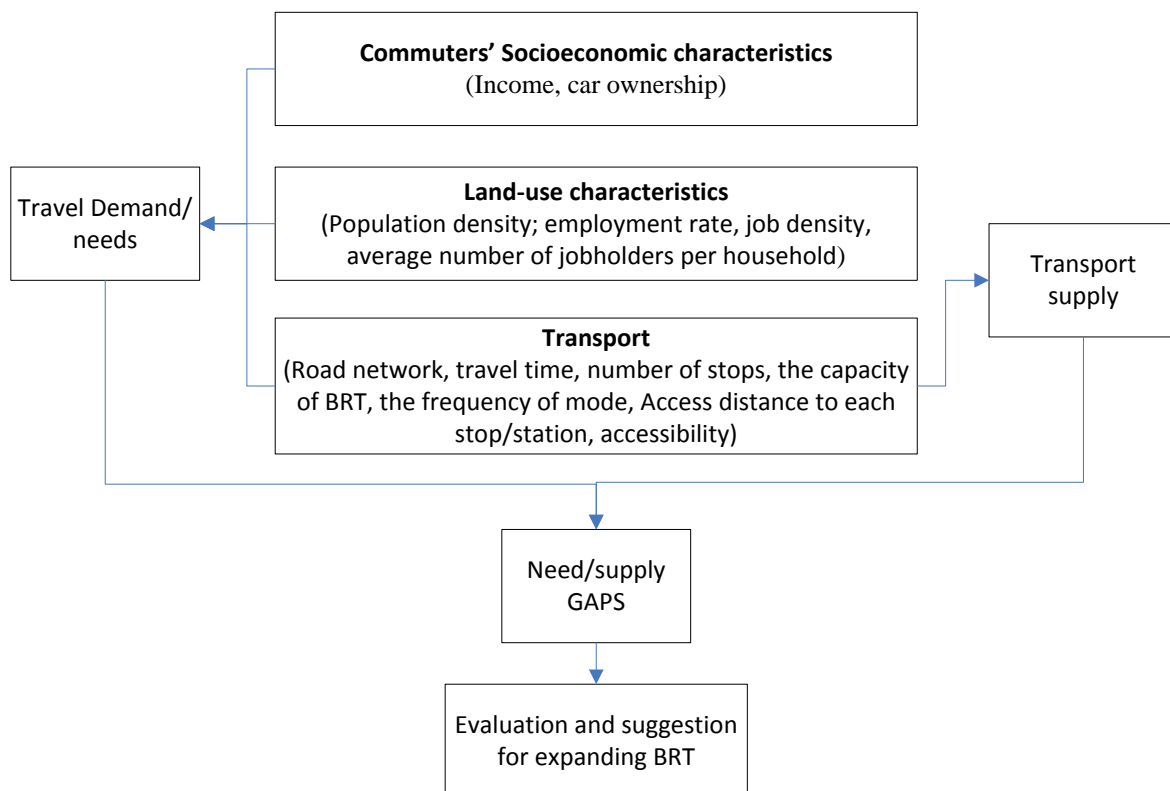 Commuters’ Socioeconomic characteristics
(Income, car ownership)
Travel Demand/
needs
Land-use characteristics
(Population density; employment rate, job density,
average number of jobholders per household)
Transport
supply
Transport
(Road network, travel time, number of stops, the capacity
of BRT, the frequency of mode, Access distance to each
stop/station, accessibility)
Need/supply
GAPS
Evaluation and suggestion
for expanding BRT